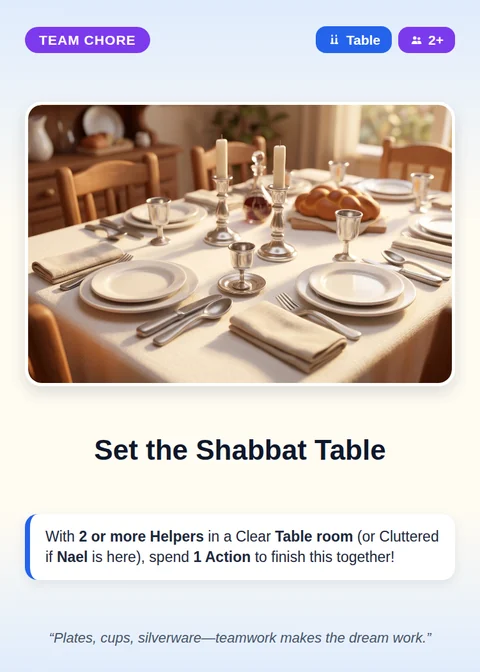 TEAM CHORE
Table
2+
Set the Shabbat Table
With 2 or more Helpers in a Clear Table room (or Cluttered
if Nael is here), spend 1 Action to finish this together!
“Plates, cups, silverware—teamwork makes the dream work.”